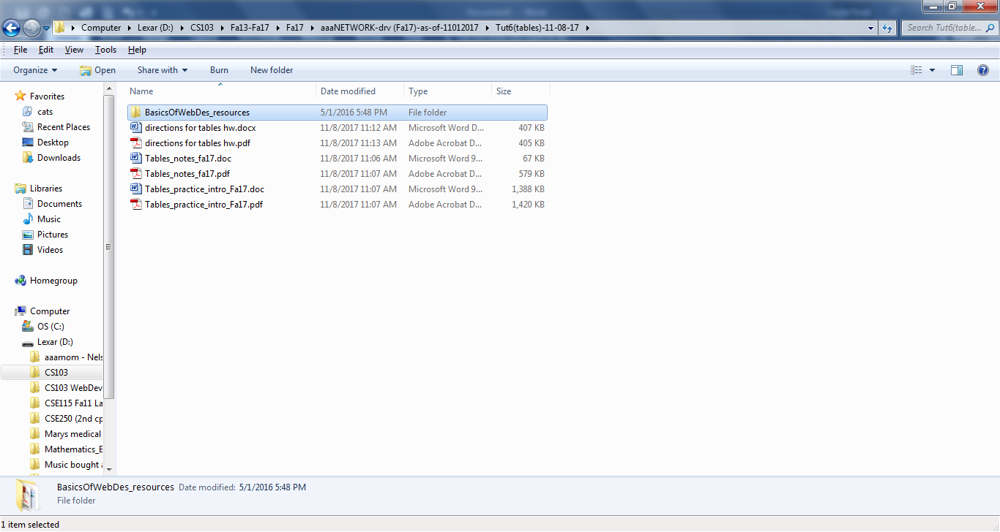 Computer Lexar (D:) CS103 Fa13-Fa17 Fa17 aaaNETWORK-drv (Fa17)-as-of-11012017 Tut6(tables)-11-08-17 Search Tut6(table...
File Edit View Tools Help
Organize Open Share with Burn New folder
Favorites
cats
Recent Places
Desktop
Downloads
Libraries
Documents
Music
Pictures
Videos
Homegroup
Computer
OS (C:)
Lexar (D:)
aaamom - Nels
CS103
CS103 WebDev
CSE115 Fa11 La
CSE250 (2nd cp
Marys medical
Mathematics_E
Music bought a
Name Date modified Type Size
BasicsOfWebDes_resources 5/1/2016 5:48 PM File folder
directions for tables hw.docx 11/8/2017 11:12 AM Microsoft Word D... 407 KB
directions for tables hw.pdf 11/8/2017 11:13 AM Adobe Acrobat D... 405 KB
Tables_notes_fa17.doc 11/8/2017 11:06 AM Microsoft Word 9... 67 KB
Tables_notes_fa17.pdf 11/8/2017 11:07 AM Adobe Acrobat D... 579 KB
Tables_practice_intro_Fa17.doc 11/8/2017 11:07 AM Microsoft Word 9... 1,388 KB
Tables_practice_intro_Fa17.pdf 11/8/2017 11:07 AM Adobe Acrobat D... 1,420 KB
BasicsOfWebDes_resources Date modified: 5/1/2016 5:48 PM
File folder
1 item selected